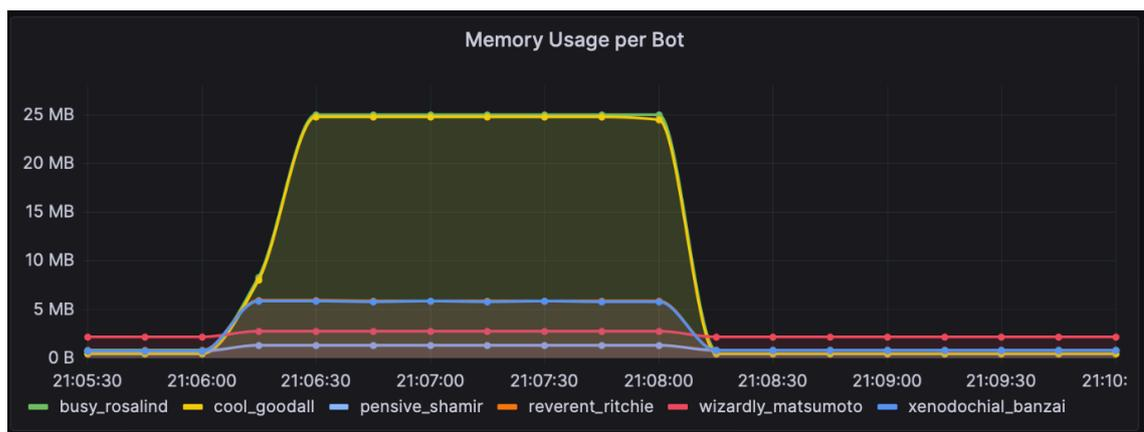 Memory Usage per Bot
25 MB
20 MB
15 MB
10 MB
5 MB
0 B
21:05:30 21:06:00 21:06:30 21:07:00 21:07:30 21:08:00 21:08:30 21:09:00 21:09:30 21:10:
busy_rosalind cool_goodall pensive_shamir reverent_ritchie wizardly_matsumoto xenodochial_banzai